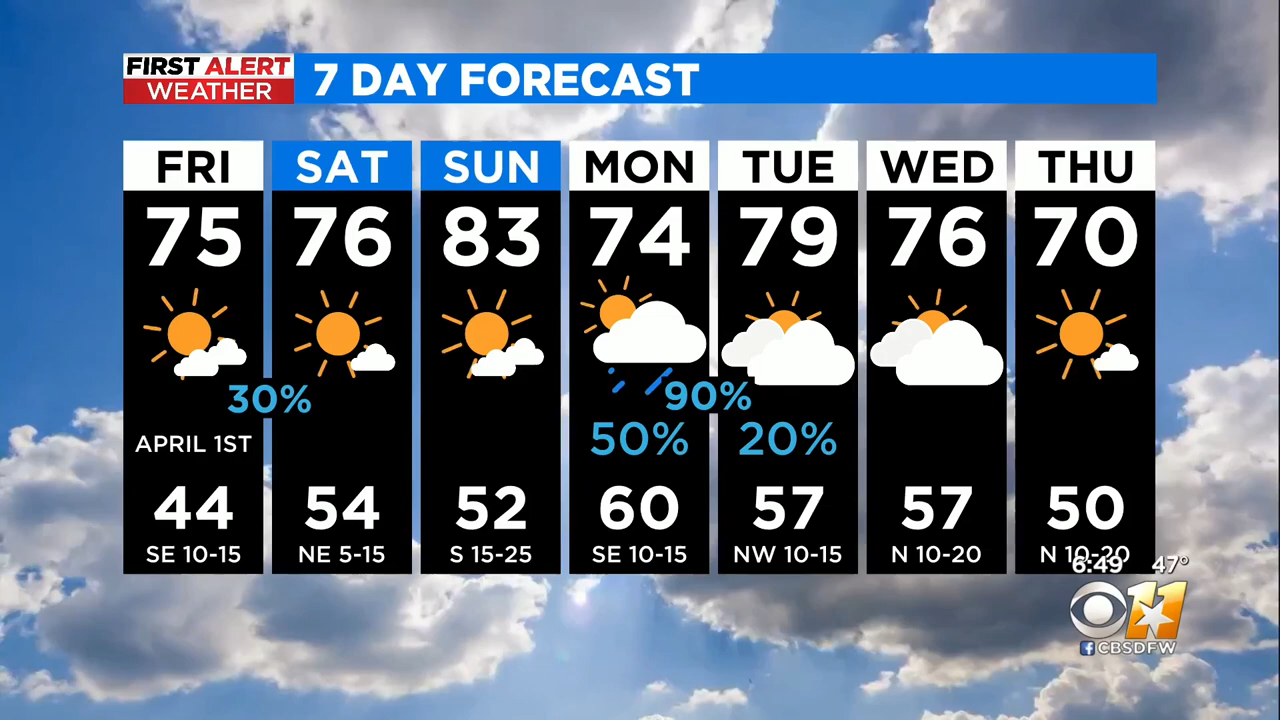 FIRST ALERT
WEATHER
7 DAY FORECAST
FRI SAT SUN MON TUE WED THU
75 76 83 74 79 76 70
30% 90%
APRIL 1ST 50% 20%
44 54 52 60 57 57 50
SE 10-15 NE 5-15 S 15-25 SE 10-15 NW 10-15 N 10-20 N 10-20
6:49 47°
11
f CBSDFW